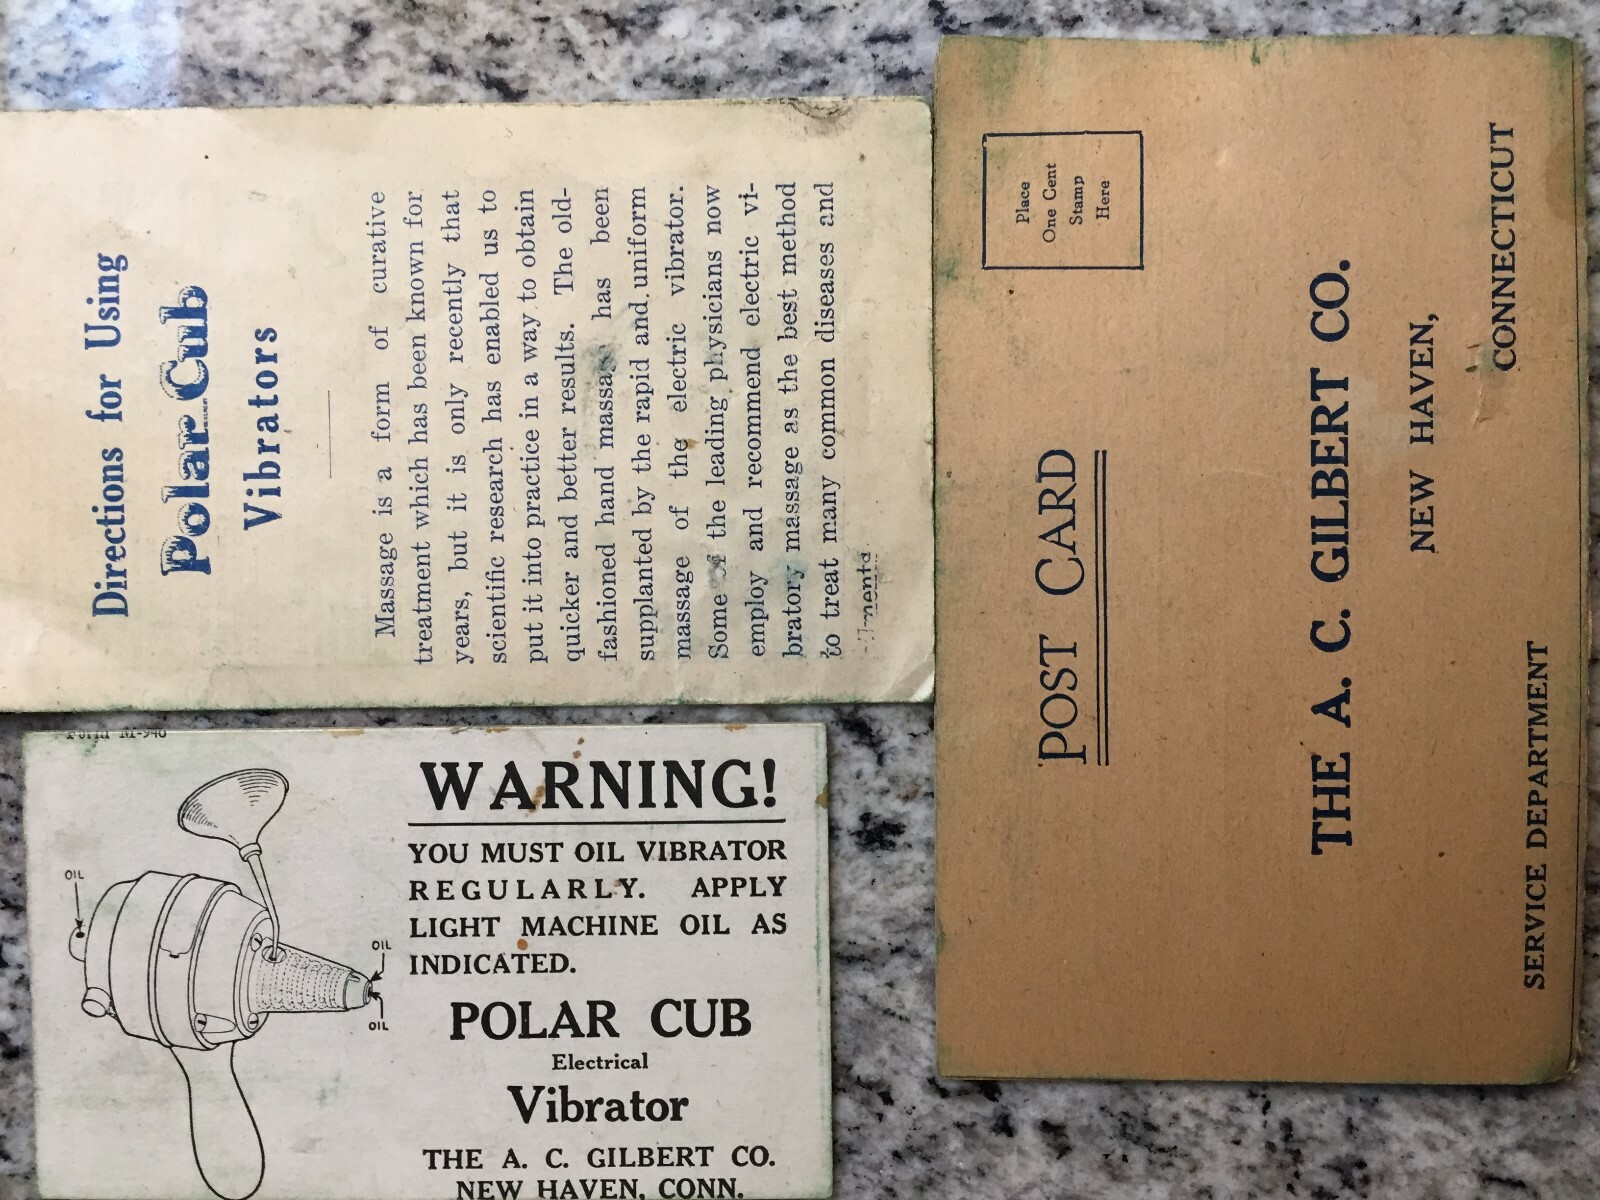 Directions for Using
Polar Cub
Vibrators
Massage is a form of curative
treatment which has been known for
years, but it is only recently that
scientific research has enabled us to
put it into practice in a way to obtain
quicker and better results. The old-
fashioned hand massage has been
supplanted by the rapid and uniform
massage of the electric vibrator.
Some of the leading physicians now
employ and recommend electric vi-
bratory massage as the best method
to treat many common diseases and
Form M-940
OIL
OIL
OIL
WARNING!
YOU MUST OIL VIBRATOR
REGULARLY. APPLY
LIGHT MACHINE OIL AS
INDICATED.
POLAR CUB
Electrical
Vibrator
THE A. C. GILBERT CO.
NEW HAVEN, CONN.
Place
One Cent
Stamp
Here
POST CARD
THE A. C. GILBERT CO.
NEW HAVEN,
CONNECTICUT
SERVICE DEPARTMENT